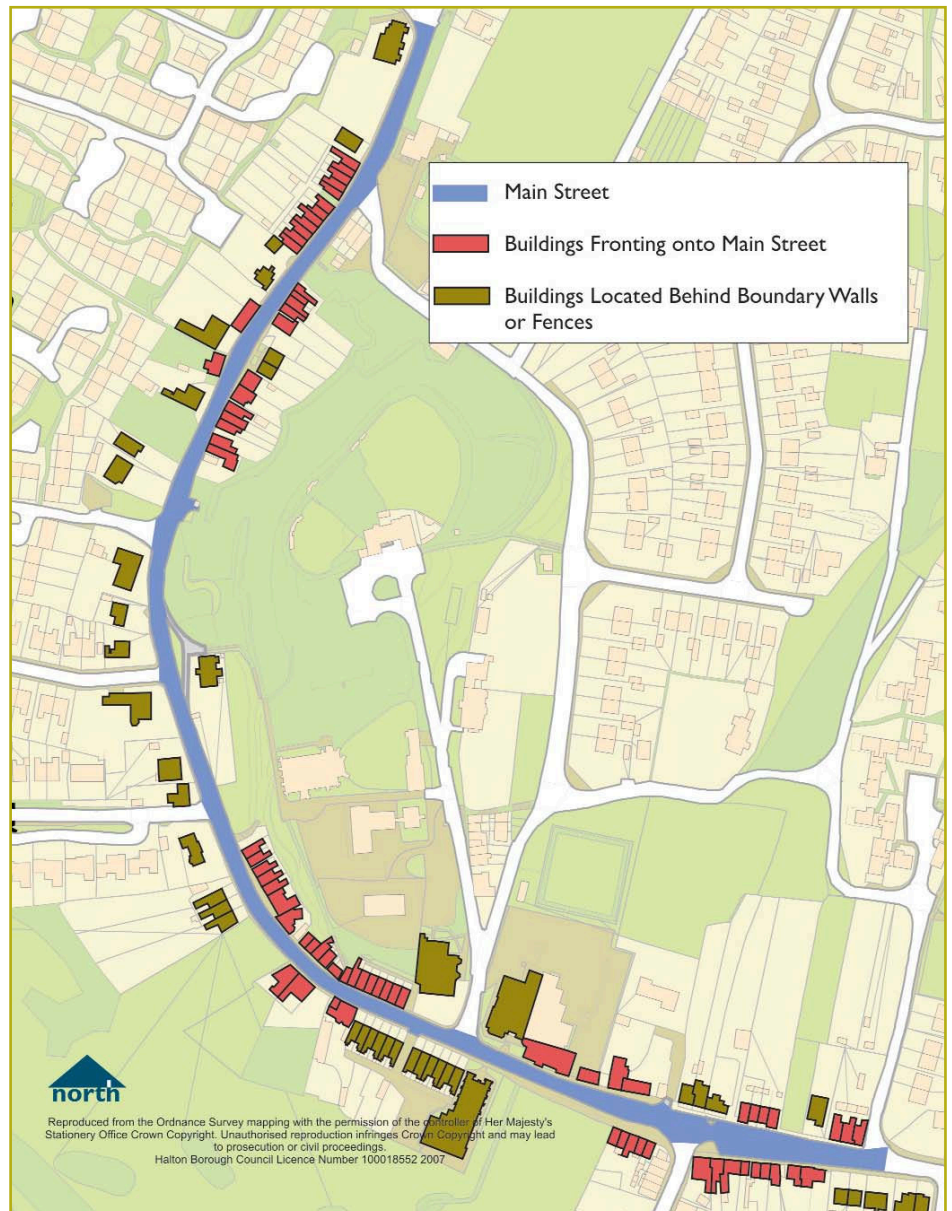 Main Street
Buildings Fronting onto Main Street
Buildings Located Behind Boundary Walls
or Fences
north
Reproduced from the Ordnance Survey mapping with the permission of the controller of Her Majesty's
Stationery Office Crown Copyright. Unauthorised reproduction infringes Crown Copyright and may lead
to prosecution or civil proceedings.
Halton Borough Council Licence Number 100018552 2007